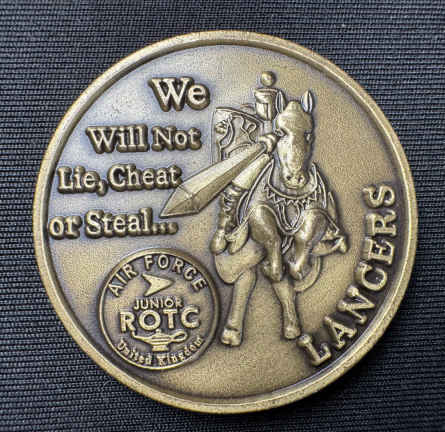 We
Will Not
Lie, Cheat
or Steal...
AIR FORCE
JUNIOR
ROTC
United Kingdom
LANCERS